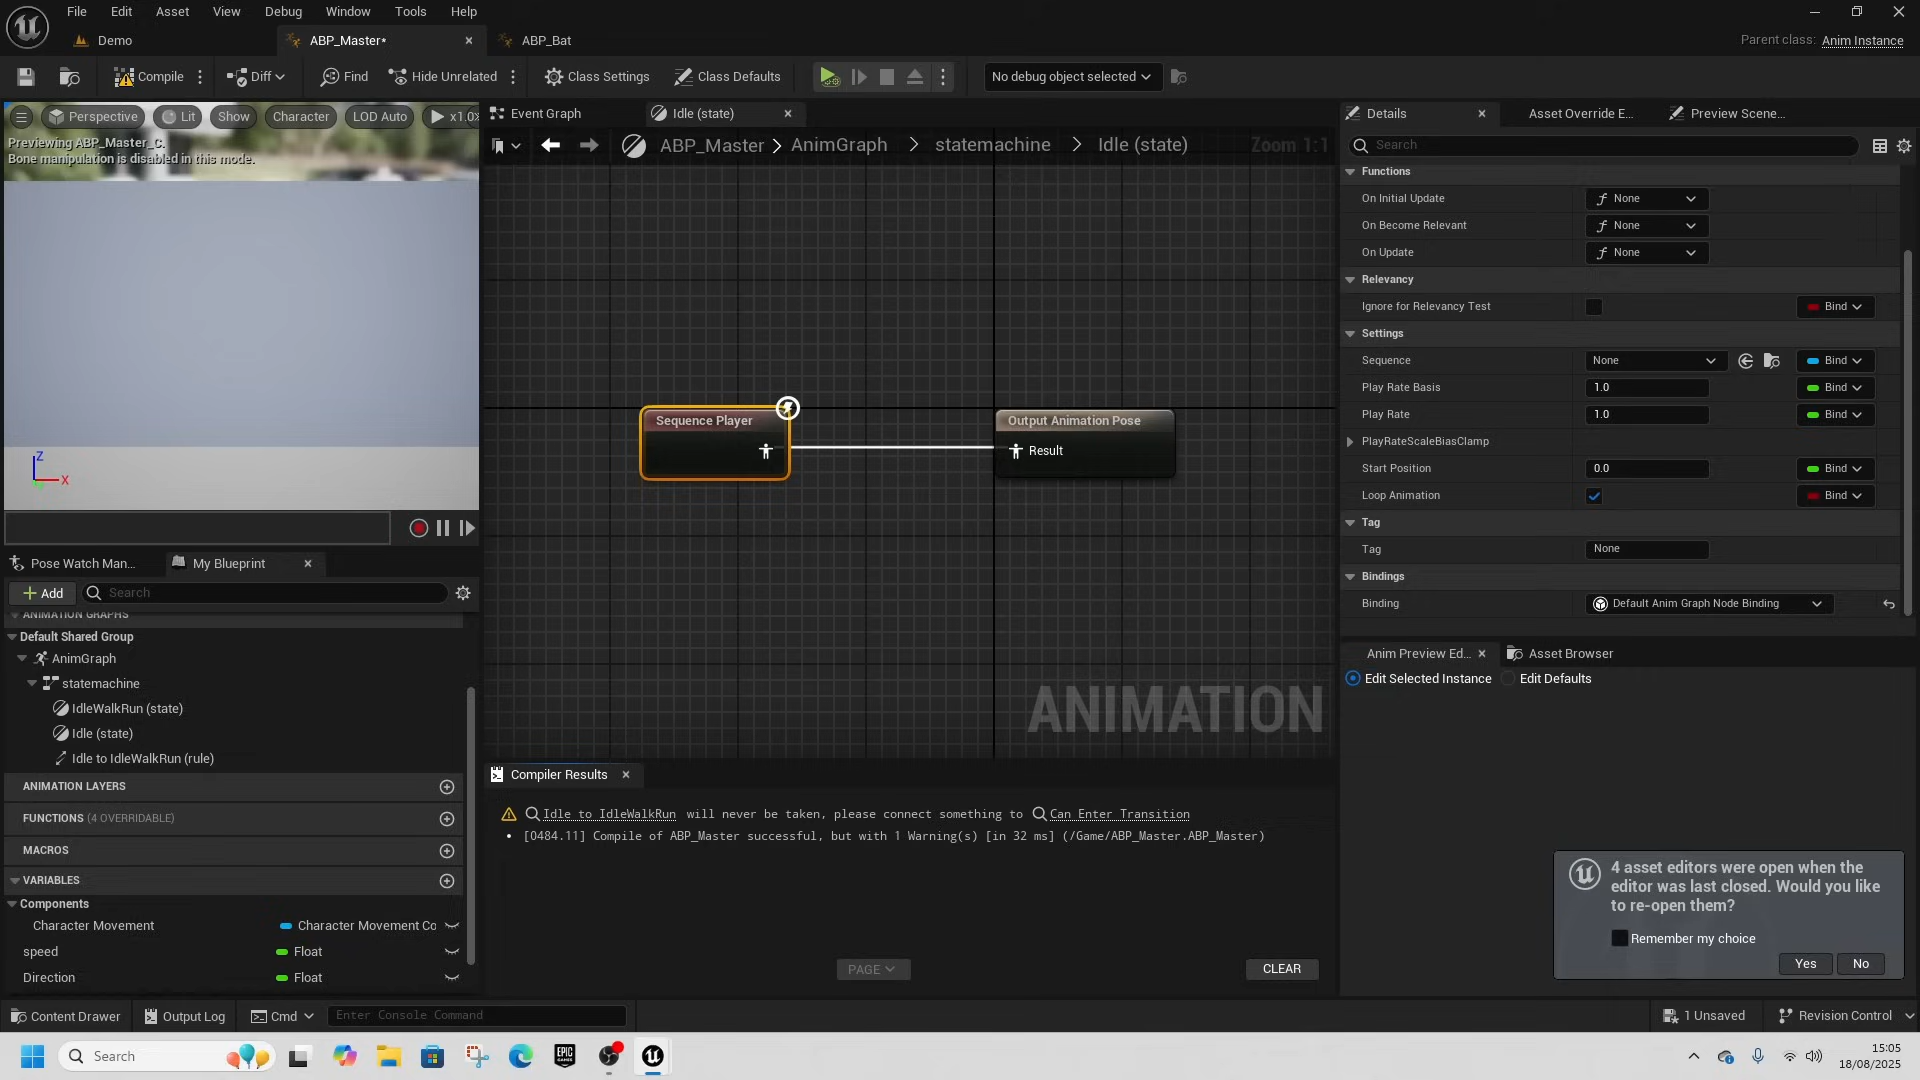 File Edit Asset View Debug Window Tools Help
Demo
ABP_Master*
ABP_Bat
Parent class: Anim Instance
Compile
Diff
Find
Hide Unrelated
Class Settings
Class Defaults
No debug object selected
Perspective
Lit
Show
Character
LOD Auto
x1.0
Previewing ABP_Master_C.
Bone manipulation is disabled in this mode.
Z
X
Pose Watch Man...
My Blueprint
Add
Search
ANIMATION GRAPHS
Default Shared Group
AnimGraph
statemachine
IdleWalkRun (state)
Idle (state)
Idle to IdleWalkRun (rule)
ANIMATION LAYERS
FUNCTIONS (4 OVERRIDABLE)
MACROS
VARIABLES
Components
Character Movement
Character Movement Co
speed
Float
Direction
Float
Event Graph
Idle (state)
ABP_Master > AnimGraph > statemachine > Idle (state)
Zoom 1:1
Sequence Player
Output Animation Pose
Result
ANIMATION
Compiler Results
Idle to IdleWalkRun will never be taken, please connect something to Can Enter Transition
• [0484.11] Compile of ABP_Master successful, but with 1 Warning(s) [in 32 ms] (/Game/ABP_Master.ABP_Master)
PAGE
CLEAR
Details
Asset Override E...
Preview Scene...
Search
Functions
On Initial Update
None
On Become Relevant
None
On Update
None
Relevancy
Ignore for Relevancy Test
Bind
Settings
Sequence
None
Bind
Play Rate Basis
1.0
Bind
Play Rate
1.0
Bind
PlayRateScaleBiasClamp
Start Position
0.0
Bind
Loop Animation
Bind
Tag
Tag
None
Bindings
Binding
Default Anim Graph Node Binding
Anim Preview Ed...
Asset Browser
Edit Selected Instance
Edit Defaults
4 asset editors were open when the
editor was last closed. Would you like
to re-open them?
Remember my choice
Yes
No
Content Drawer
Output Log
Cmd
Enter Console Command
1 Unsaved
Revision Control
Search
EPIC
GAMES
15:05
18/08/2025